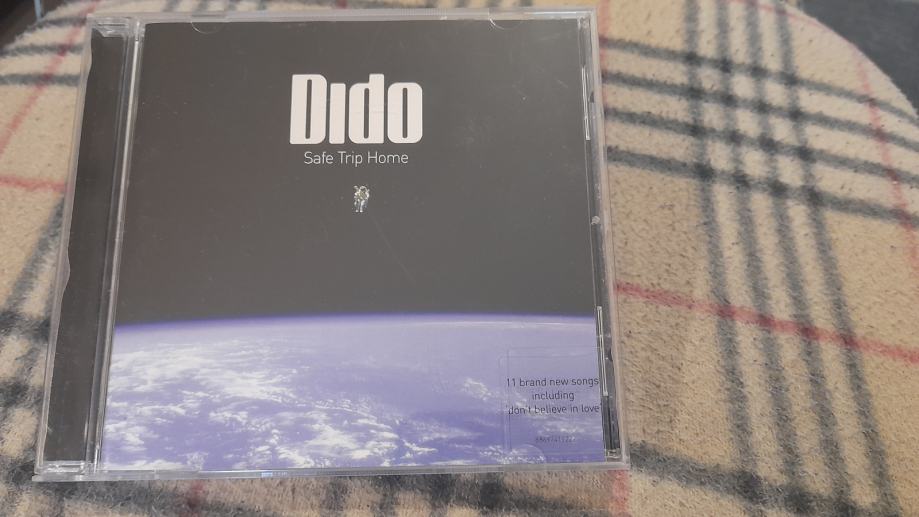 Dido
Safe Trip Home
11 brand new songs
including
'don't believe in love'